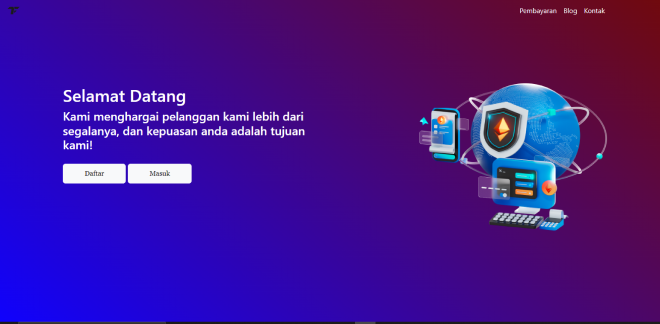 Pembayaran Blog Kontak
Selamat Datang
Kami menghargai pelanggan kami lebih dari
segalanya, dan kepuasan anda adalah tujuan
kami!
Daftar Masuk